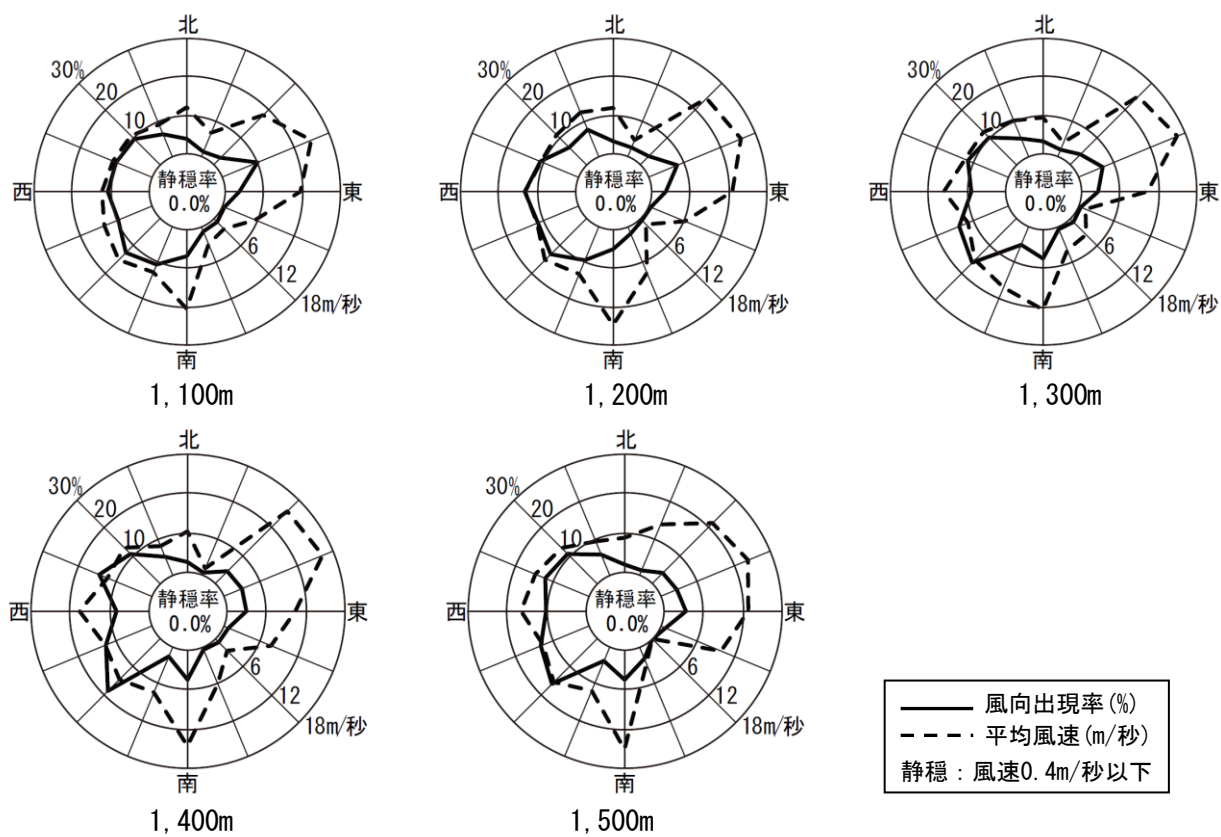 北
30%
20
10
西
静穏率
0.0%
東
6
12
18m/秒
南
1,100m
北
30%
20
10
西
静穏率
0.0%
東
6
12
18m/秒
南
1,200m
北
30%
20
10
西
静穏率
0.0%
東
6
12
18m/秒
南
1,300m
北
30%
20
10
西
静穏率
0.0%
東
6
12
18m/秒
南
1,400m
北
30%
20
10
西
静穏率
0.0%
東
6
12
18m/秒
南
1,500m
風向出現率(%)
平均風速(m/秒)
静穏:風速0.4m/秒以下